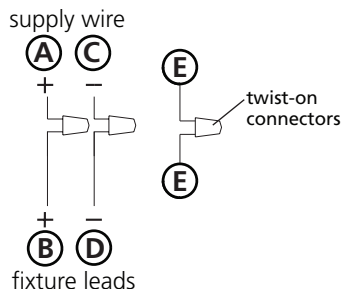 supply wire
A C E
+ −
twist-on
connectors
E
+ −
B D
fixture leads